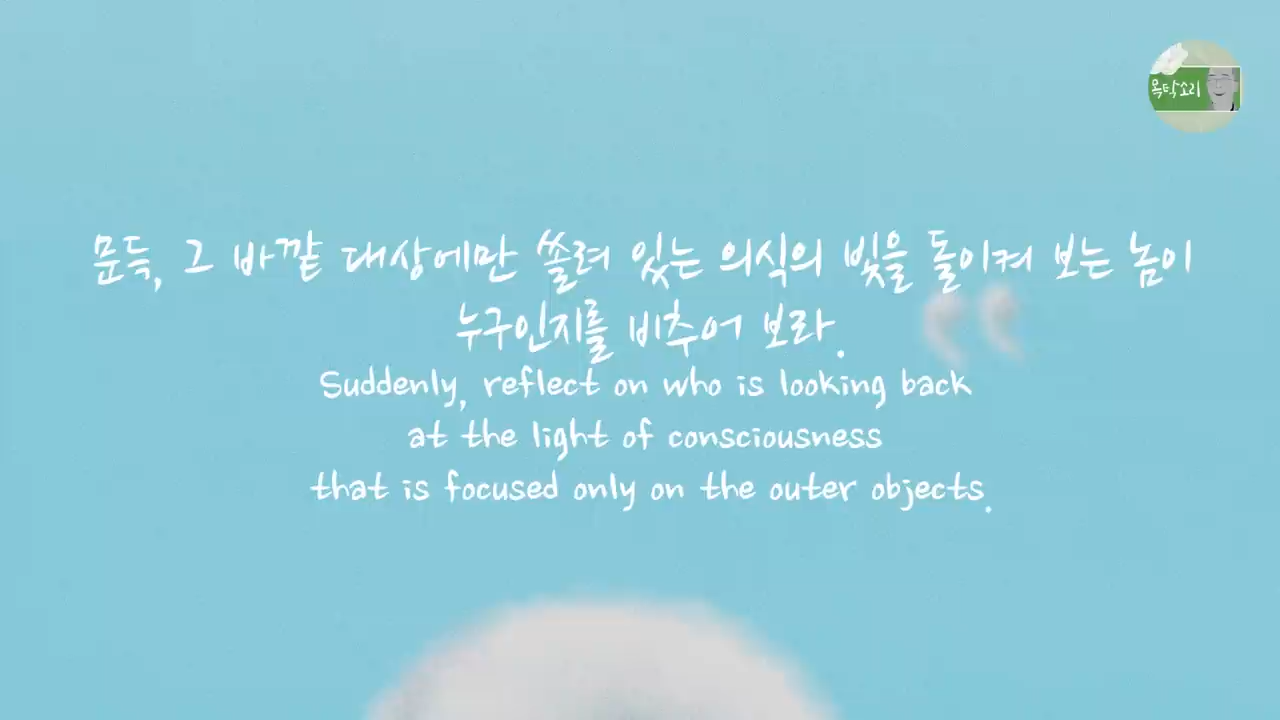 옥탁소리
문득, 그 바깥 대상에만 쏠려 있는 의식의 빛을 돌이켜 보는 놈이
누구인지를 비추어 보라.
Suddenly, reflect on who is looking back
at the light of consciousness
that is focused only on the outer objects.